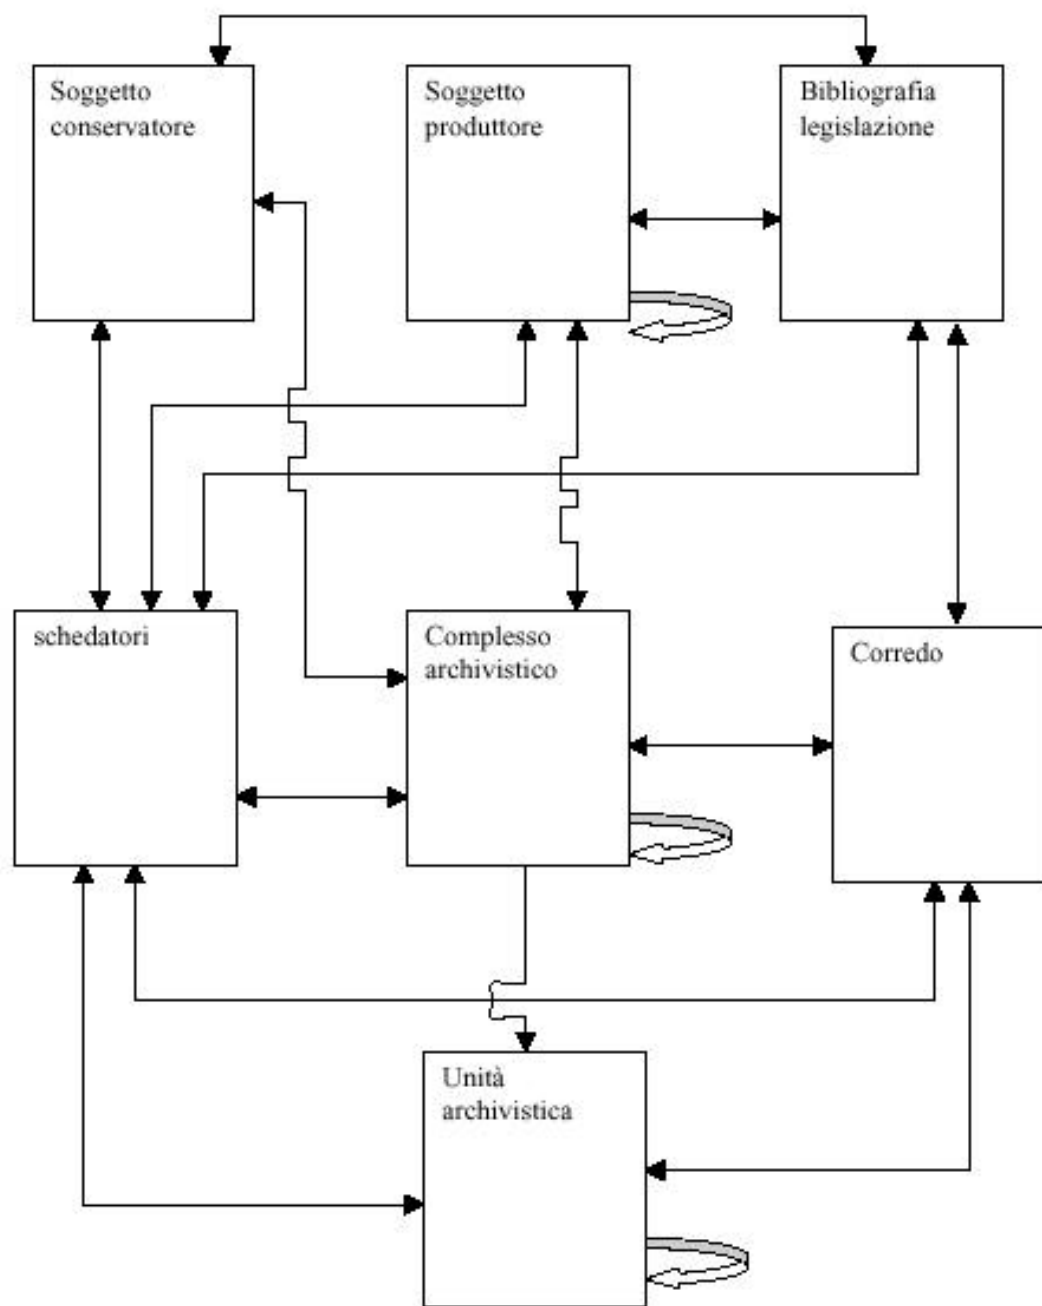 Soggetto
conservatore
Soggetto
produttore
Bibliografia
legislazione
schedatori
Complesso
archivistico
Corredo
Unità
archivistica